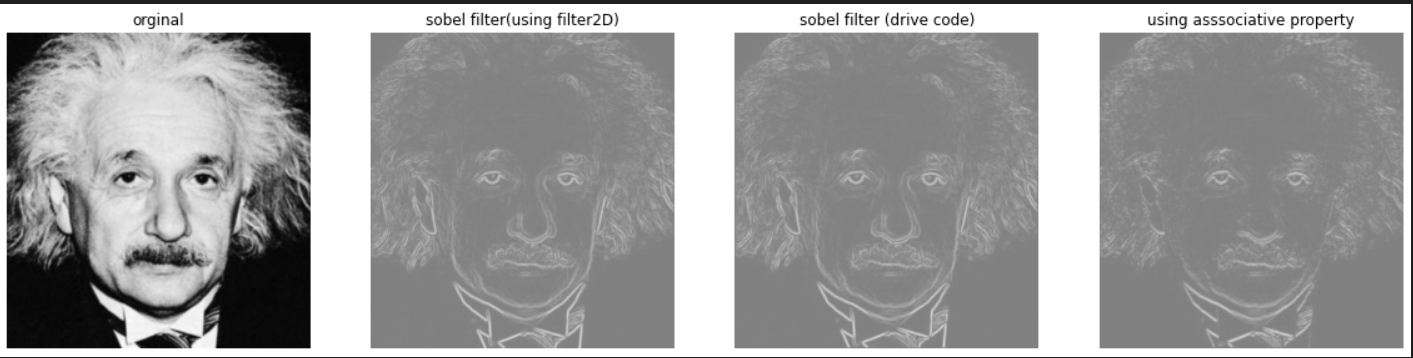 orginal
sobel filter(using filter2D)
sobel filter (drive code)
using asssociative property